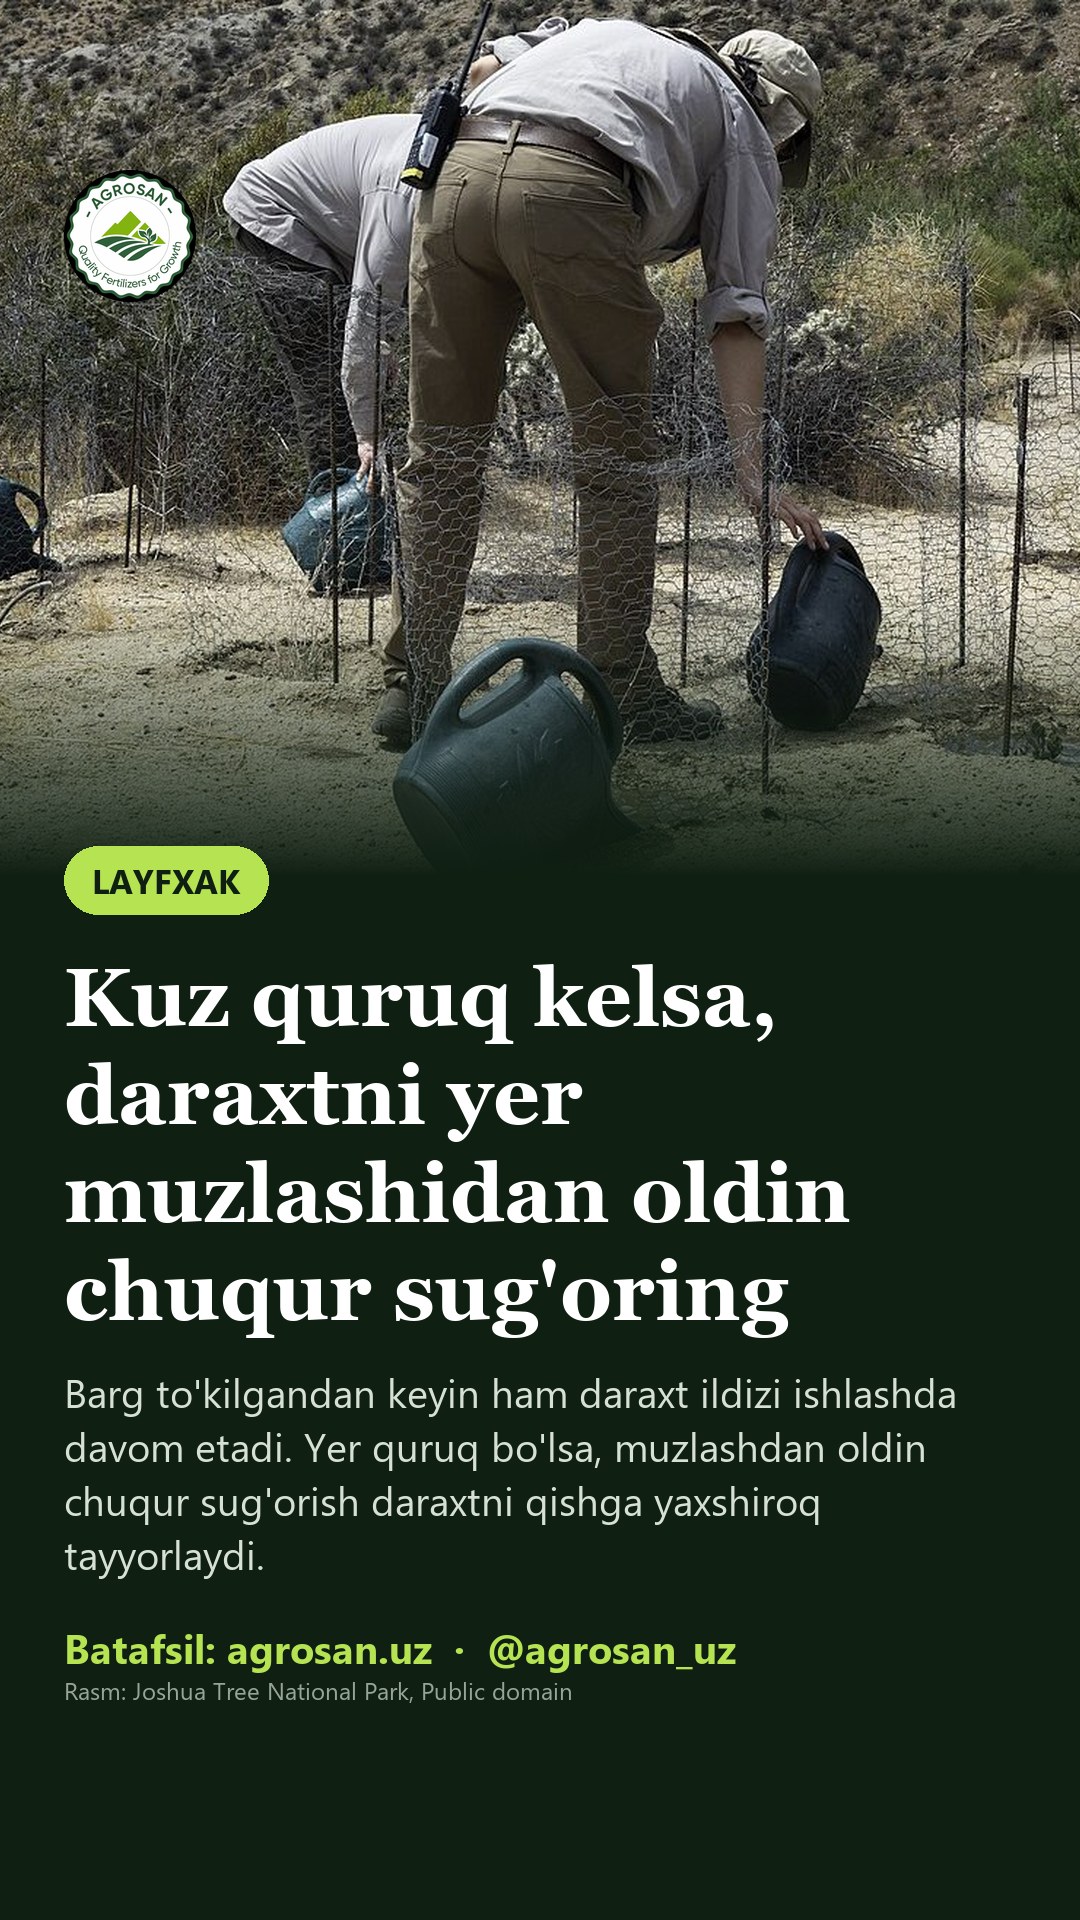 - AGROSAN -
Quality Fertilizers for Growth
LAYFXAK
Kuz quruq kelsa,
daraxtni yer
muzlashidan oldin
chuqur sug'oring
Barg to'kilgandan keyin ham daraxt ildizi ishlashda
davom etadi. Yer quruq bo'lsa, muzlashdan oldin
chuqur sug'orish daraxtni qishga yaxshiroq
tayyorlaydi.
Batafsil: agrosan.uz · @agrosan_uz
Rasm: Joshua Tree National Park, Public domain